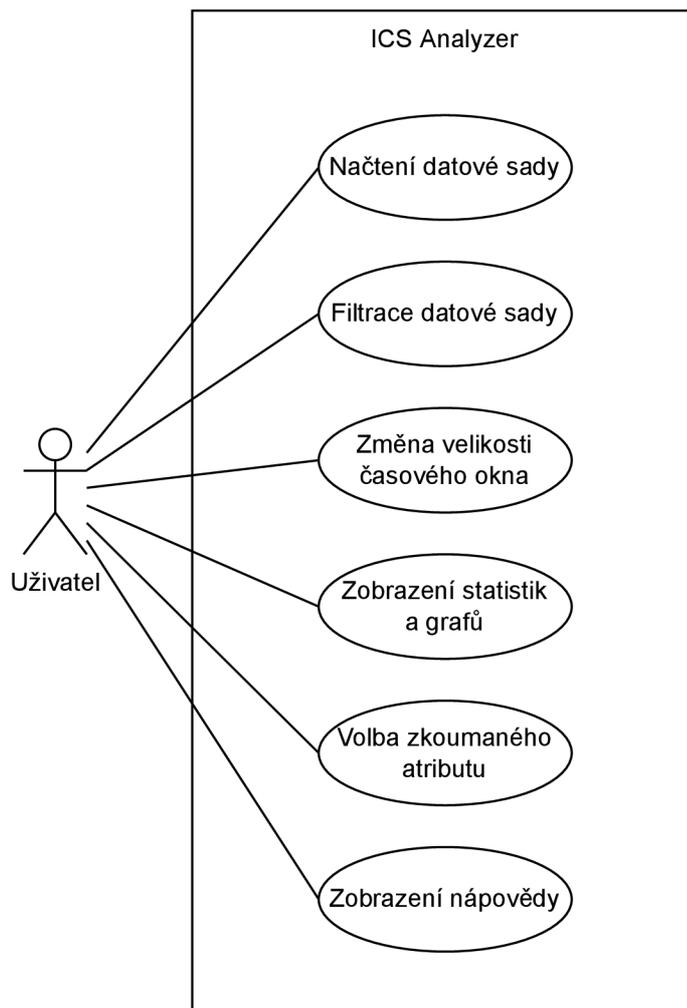 ICS Analyzer
Načtení datové sady
Filtrace datové sady
Změna velikosti
časového okna
Zobrazení statistik
a grafů
Uživatel
Volba zkoumaného
atributu
Zobrazení nápovědy